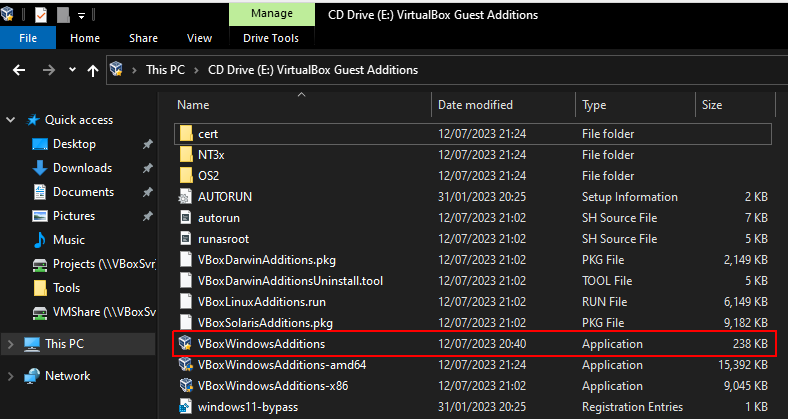 Manage
CD Drive (E:) VirtualBox Guest Additions
File Home Share View Drive Tools
This PC > CD Drive (E:) VirtualBox Guest Additions
Name Date modified Type Size
Quick access
Desktop
Downloads
Documents
Pictures
Music
Projects (\\VBoxSvr)
Tools
VMShare (\\VBoxSv
This PC
Network
cert 12/07/2023 21:24 File folder
NT3x 12/07/2023 21:24 File folder
OS2 12/07/2023 21:24 File folder
AUTORUN 31/01/2023 20:25 Setup Information 2 KB
autorun 12/07/2023 21:02 SH Source File 7 KB
runasroot 12/07/2023 21:02 SH Source File 5 KB
VBoxDarwinAdditions.pkg 12/07/2023 21:02 PKG File 2,149 KB
VBoxDarwinAdditionsUninstall.tool 12/07/2023 21:02 TOOL File 5 KB
VBoxLinuxAdditions.run 12/07/2023 21:02 RUN File 6,149 KB
VBoxSolarisAdditions.pkg 12/07/2023 21:02 PKG File 9,182 KB
VBoxWindowsAdditions 12/07/2023 20:40 Application 238 KB
VBoxWindowsAdditions-amd64 12/07/2023 21:24 Application 15,392 KB
VBoxWindowsAdditions-x86 12/07/2023 21:02 Application 9,045 KB
windows11-bypass 31/01/2023 20:25 Registration Entries 1 KB